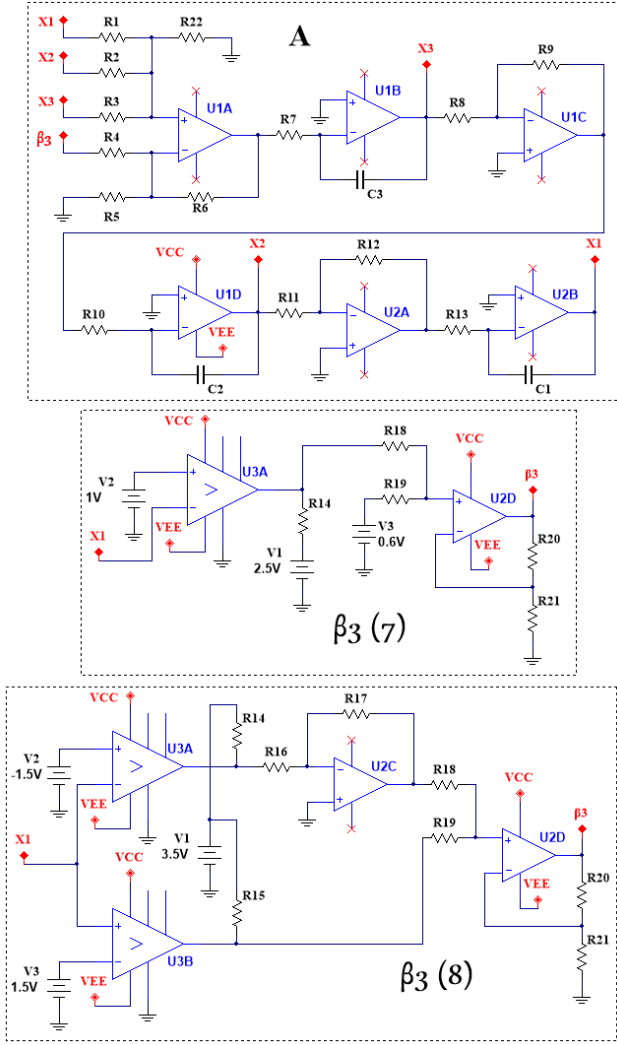 X1 R1 R22
A
X2 R2
X3 R3 U1A
β3 R4
R5 R6
R7 U1B X3
C3
R8 R9
U1C
VCC X2 R12 X1
R10 U1D R11 U2A R13 U2B
VEE
C2 C1
VCC
V2 U3A
1V
X1 VEE
R14
V1
2.5V
R18
R19
V3
0.6V
VCC β3
U2D
VEE R20
R21
β3 (7)
VCC
V2 U3A
-1.5V
VEE
X1
VCC
V3 U3B
1.5V
VEE
R14
V1
3.5V
R15
R16 R17
U2C
R18
R19
VCC β3
U2D
VEE R20
R21
β3 (8)